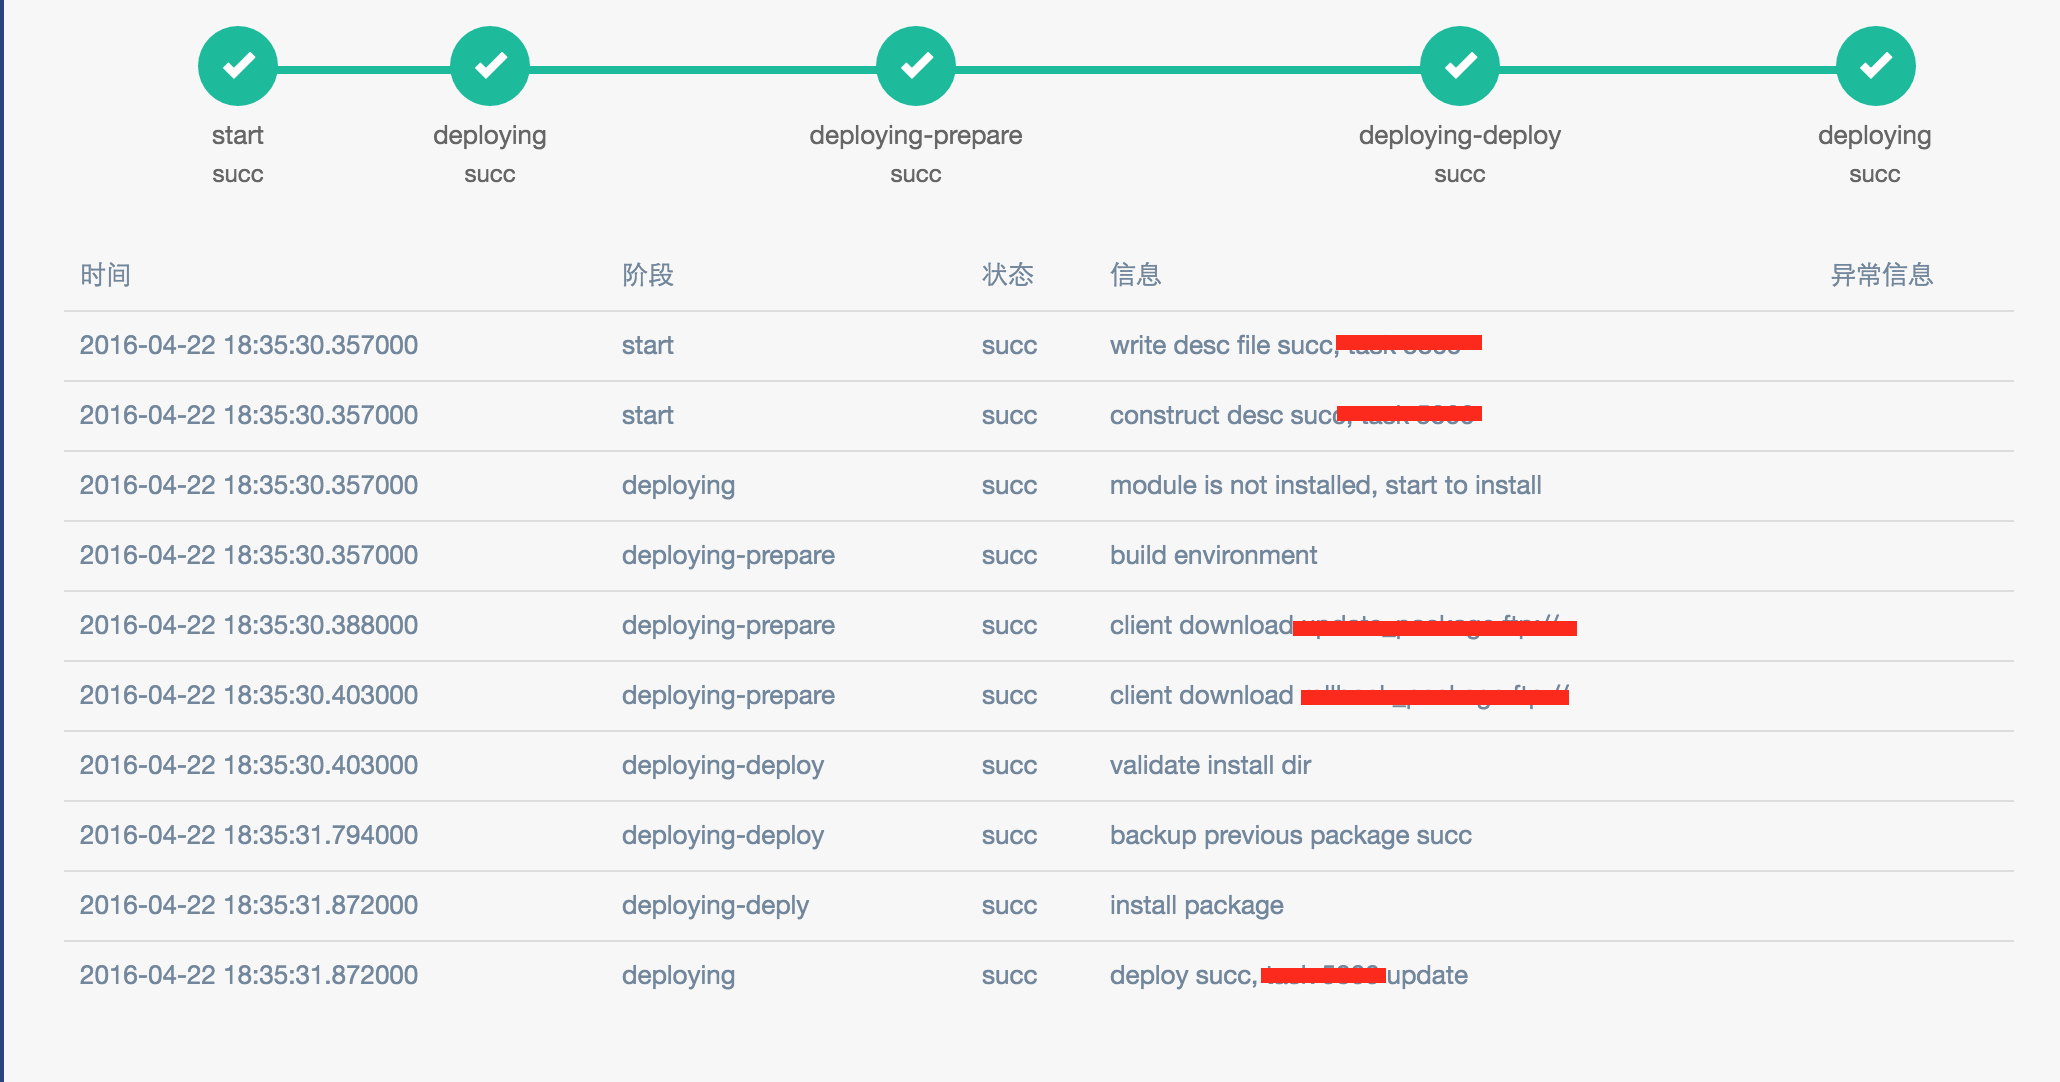 start deploying deploying-prepare deploying-deploy deploying
succ succ succ succ succ
时间 阶段 状态 信息 异常信息
2016-04-22 18:35:30.357000 start succ write desc file succ,
2016-04-22 18:35:30.357000 start succ construct desc succ,
2016-04-22 18:35:30.357000 deploying succ module is not installed, start to install
2016-04-22 18:35:30.357000 deploying-prepare succ build environment
2016-04-22 18:35:30.388000 deploying-prepare succ client download
2016-04-22 18:35:30.403000 deploying-prepare succ client download
2016-04-22 18:35:30.403000 deploying-deploy succ validate install dir
2016-04-22 18:35:31.794000 deploying-deploy succ backup previous package succ
2016-04-22 18:35:31.872000 deploying-deply succ install package
2016-04-22 18:35:31.872000 deploying succ deploy succ, update